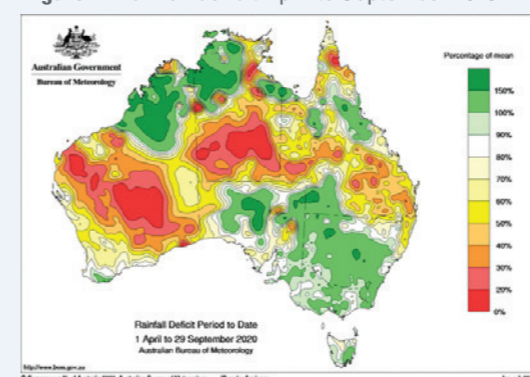 Australian Government
Bureau of Meteorology
Percentage of mean
150%
100%
90%
80%
70%
60%
50%
40%
30%
20%
0%
Rainfall Deficit Period to Date
1 April to 29 September 2020
Australian Bureau of Meteorology
http://www.bom.gov.au